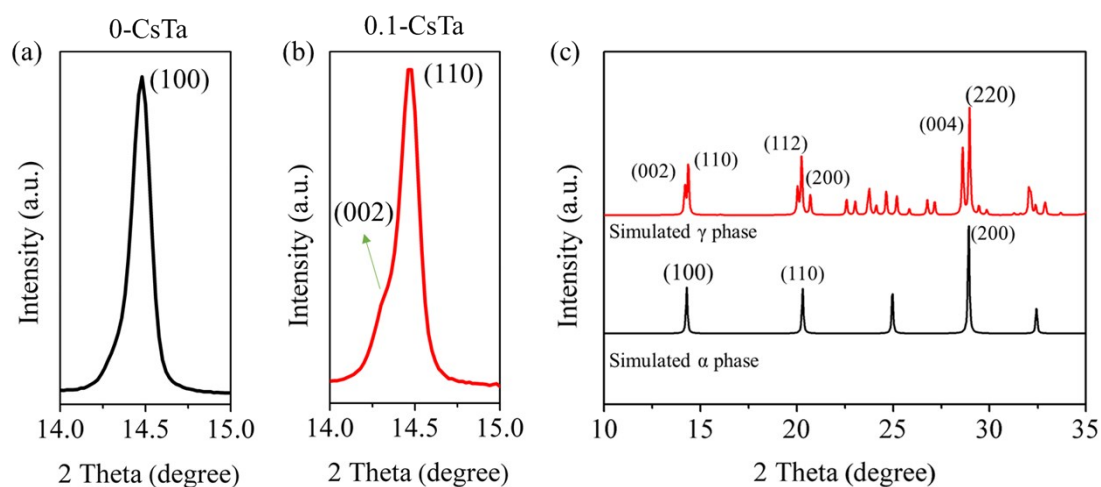 0-CsTa
(a)
(100)
Intensity (a.u.)
14.0 14.5 15.0
2 Theta (degree)
0.1-CsTa
(b)
(110)
(002)
Intensity (a.u.)
14.0 14.5 15.0
2 Theta (degree)
(c)
(220)
(004)
(112)
(002) (110)
(200)
Simulated γ phase
(200)
(100)
(110)
Simulated α phase
Intensity (a.u.)
10 15 20 25 30 35
2 Theta (degree)